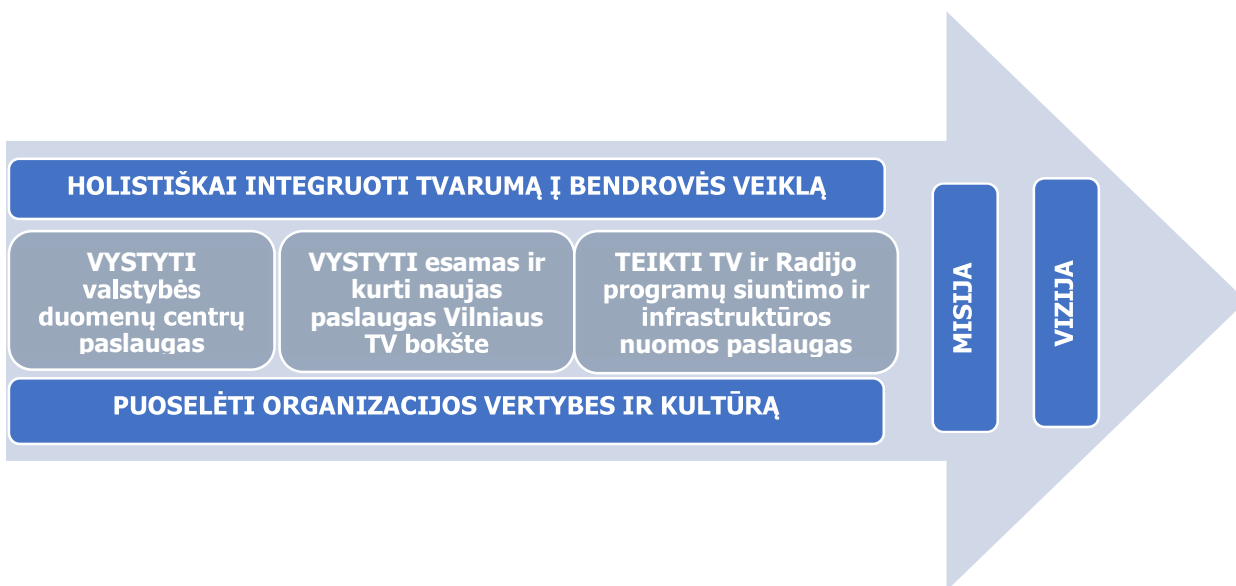 HOLISTIŠKAI INTEGRUOTI TVARUMĄ Į BENDROVĖS VEIKLĄ
VYSTYTI
valstybės
duomenų centrų
paslaugas
VYSTYTI esamas ir
kurti naujas
paslaugas Vilniaus
TV bokšte
TEIKTI TV ir Radijo
programų siuntimo ir
infrastruktūros
nuomos paslaugas
PUOSELĖTI ORGANIZACIJOS VERTYBES IR KULTŪRĄ
MISIJA
VIZIJA